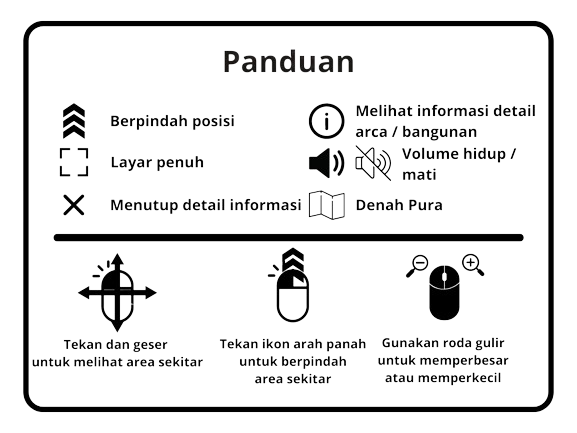 Panduan
Berpindah posisi
Melihat informasi detail
arca / bangunan
Layar penuh
Volume hidup /
mati
Menutup detail informasi
Denah Pura
Tekan dan geser
untuk melihat area sekitar
Tekan ikon arah panah
untuk berpindah
area sekitar
Gunakan roda gulir
untuk memperbesar
atau memperkecil